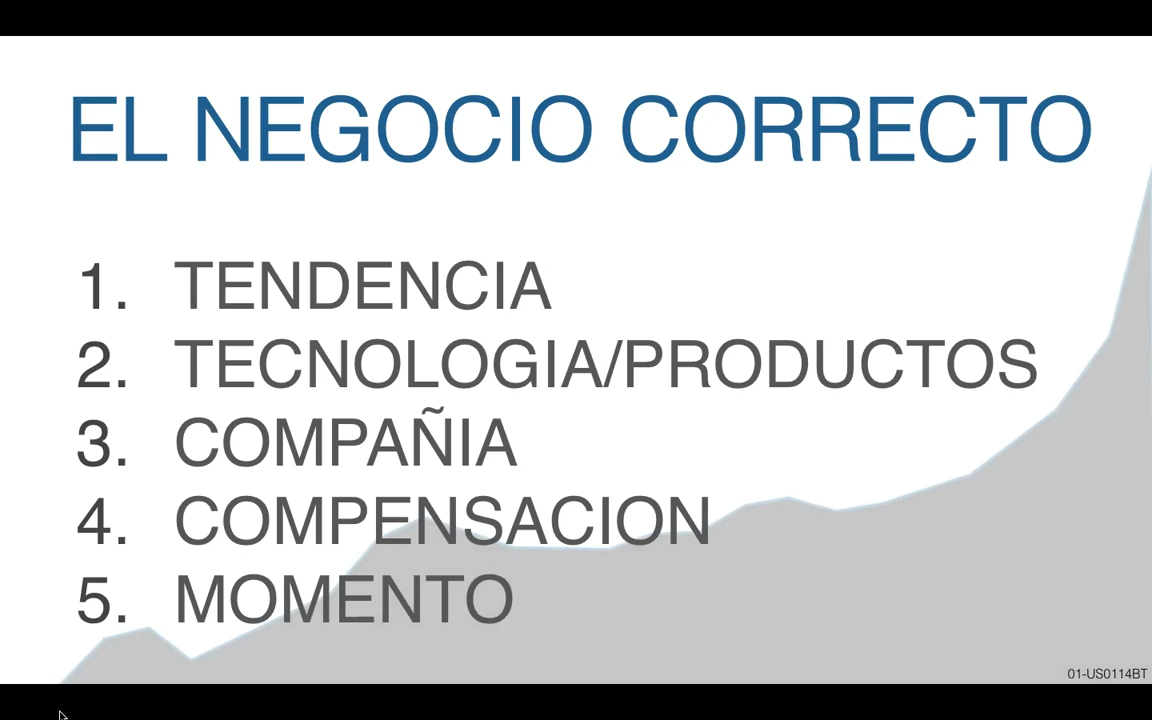 EL NEGOCIO CORRECTO
1. TENDENCIA
2. TECNOLOGIA/PRODUCTOS
3. COMPAÑIA
4. COMPENSACION
5. MOMENTO
01-US0114BT